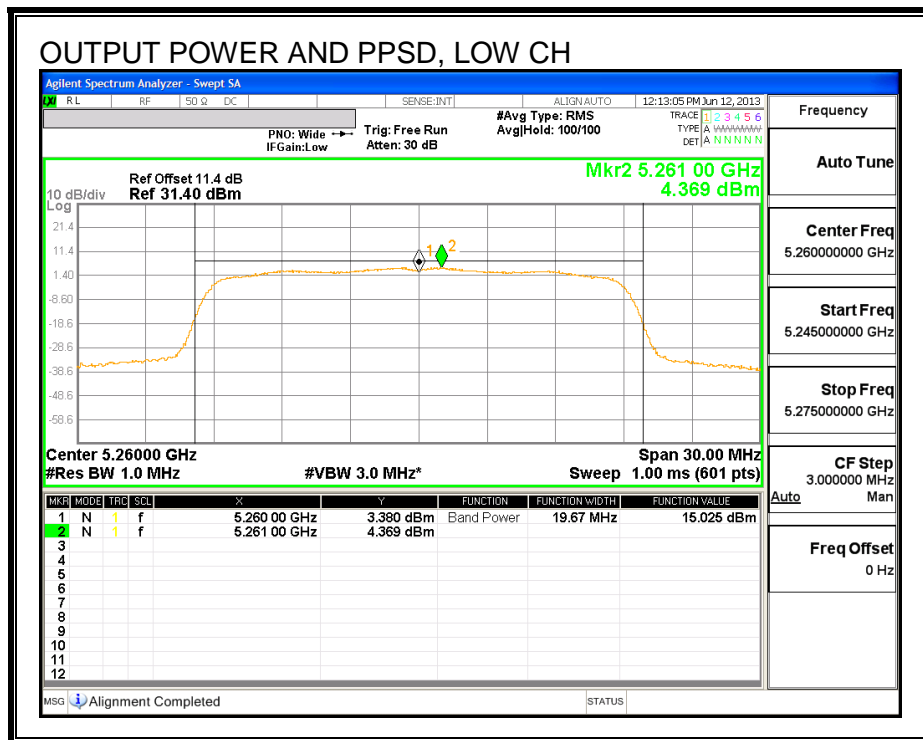 OUTPUT POWER AND PPSD, LOW CH
Agilent Spectrum Analyzer - Swept SA
LXI RL RF 50 Ω DC SENSE:INT ALIGN AUTO 12:13:05 PM Jun 12, 2013
Frequency
#Avg Type: RMS TRACE 1 2 3 4 5 6
PNO: Wide Trig: Free Run Avg|Hold: 100/100 TYPE A WWWWW
IFGain:Low Atten: 30 dB DET A N N N N N
Auto Tune
Mkr2 5.261 00 GHz
4.369 dBm
Ref Offset 11.4 dB
10 dB/div Ref 31.40 dBm
Log
21.4
11.4
1.40
-8.60
-18.6
-28.6
-38.6
-48.6
-58.6
1 2
Center Freq
5.260000000 GHz
Start Freq
5.245000000 GHz
Stop Freq
5.275000000 GHz
Center 5.26000 GHz Span 30.00 MHz
#Res BW 1.0 MHz #VBW 3.0 MHz* Sweep 1.00 ms (601 pts)
CF Step
3.000000 MHz
Auto Man
Freq Offset
0 Hz
MKR MODE TRC SCL X Y FUNCTION FUNCTION WIDTH FUNCTION VALUE
1 N 1 f 5.260 00 GHz 3.380 dBm Band Power 19.67 MHz 15.025 dBm
2 N 1 f 5.261 00 GHz 4.369 dBm
3
4
5
6
7
8
9
10
11
12
MSG Alignment Completed STATUS